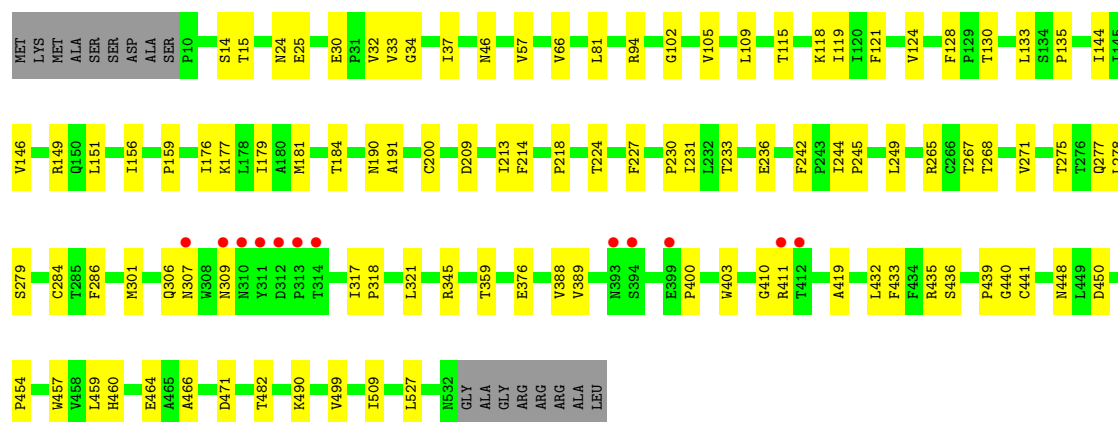 MET LYS MET ALA SER SER ASP ALA SER P10 S14 T15 N24 E25 E30 P31 V32 V33 G34 I37 N46 V57 V66 L81 R94 G102 V105 L109 T115 K118 I119 I120 F121 V124 F128 P129 T130 L133 S134 P135 I144 I145
V146 R149 Q150 L151 I156 P159 I176 K177 L178 I179 A180 M181 T184 N190 A191 C200 D209 I213 F214 P218 T224 F227 P230 I231 L232 T233 E236 F242 P243 I244 P245 L249 R265 C266 T267 T268 V271 T275 T276 Q277 L278
S279 C284 T285 F286 M301 Q306 N307 W308 N309 N310 Y311 D312 P313 T314 I317 P318 L321 R345 T359 E376 V388 V389 N393 S394 E399 P400 W403 G410 R411 T412 A419 L432 F433 F434 R435 S436 P439 G440 C441 N448 L449 D450
P454 W457 V458 L459 H460 E464 A465 A466 D471 T482 K490 V499 I509 L527 N532 GLY ALA GLY ARG ARG ARG ALA LEU